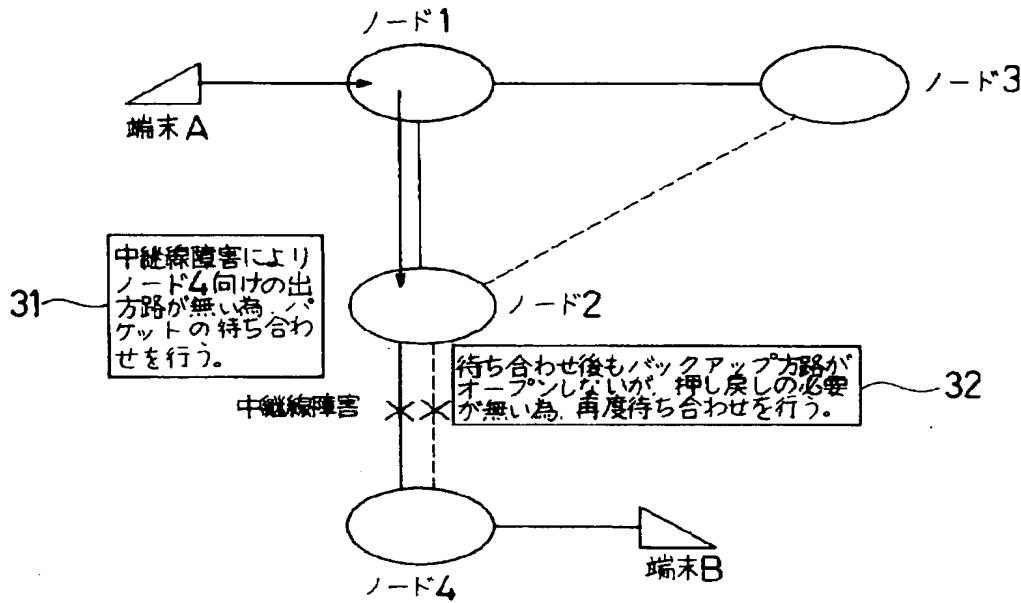 ノード1
ノード3
端末A
中継線障害により
ノード4向けの出
方路が無い為、パ
ケットの待ち合わ
せを行う。
31
ノード2
待ち合わせ後もバックアップ方路が
オープンしないが、押し戻しの必要
が無い為、再度待ち合わせを行う。
32
中継線障害
端末B
ノード4